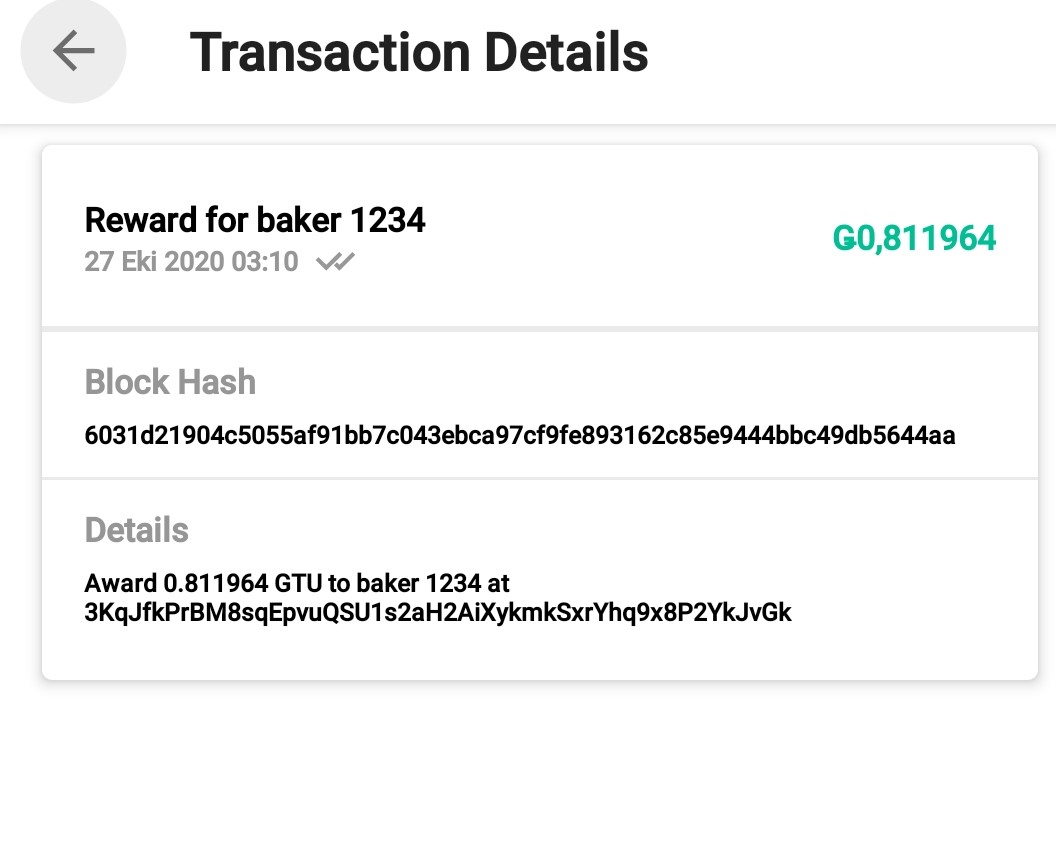 Transaction Details
Reward for baker 1234
Ǥ0,811964
27 Eki 2020 03:10
Block Hash
6031d21904c5055af91bb7c043ebca97cf9fe893162c85e9444bbc49db5644aa
Details
Award 0.811964 GTU to baker 1234 at
3KqJfkPrBM8sqEpvuQSU1s2aH2AiXykmkSxrYhq9x8P2YkJvGk